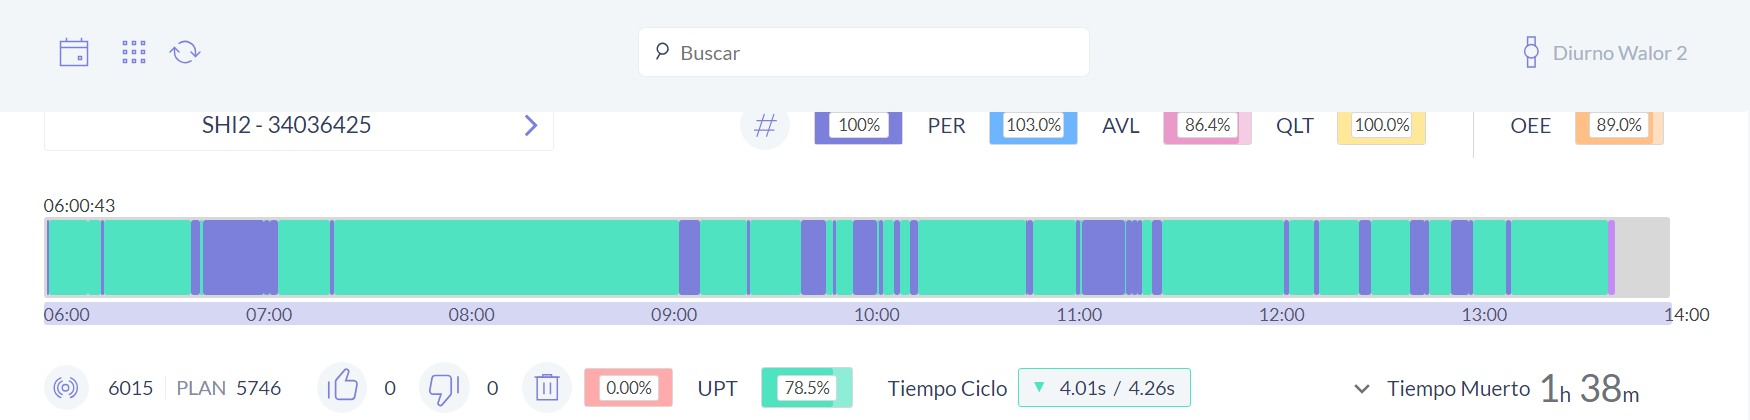 Buscar
Diurno Walor 2
SHI2 - 34036425
# 100% PER 103.0% AVL 86.4% QLT 100.0% OEE 89.0%
06:00:43
06:00 07:00 08:00 09:00 10:00 11:00 12:00 13:00 14:00
6015 PLAN 5746 0 0 0.00% UPT 78.5% Tiempo Ciclo 4.01s / 4.26s Tiempo Muerto 1h 38m